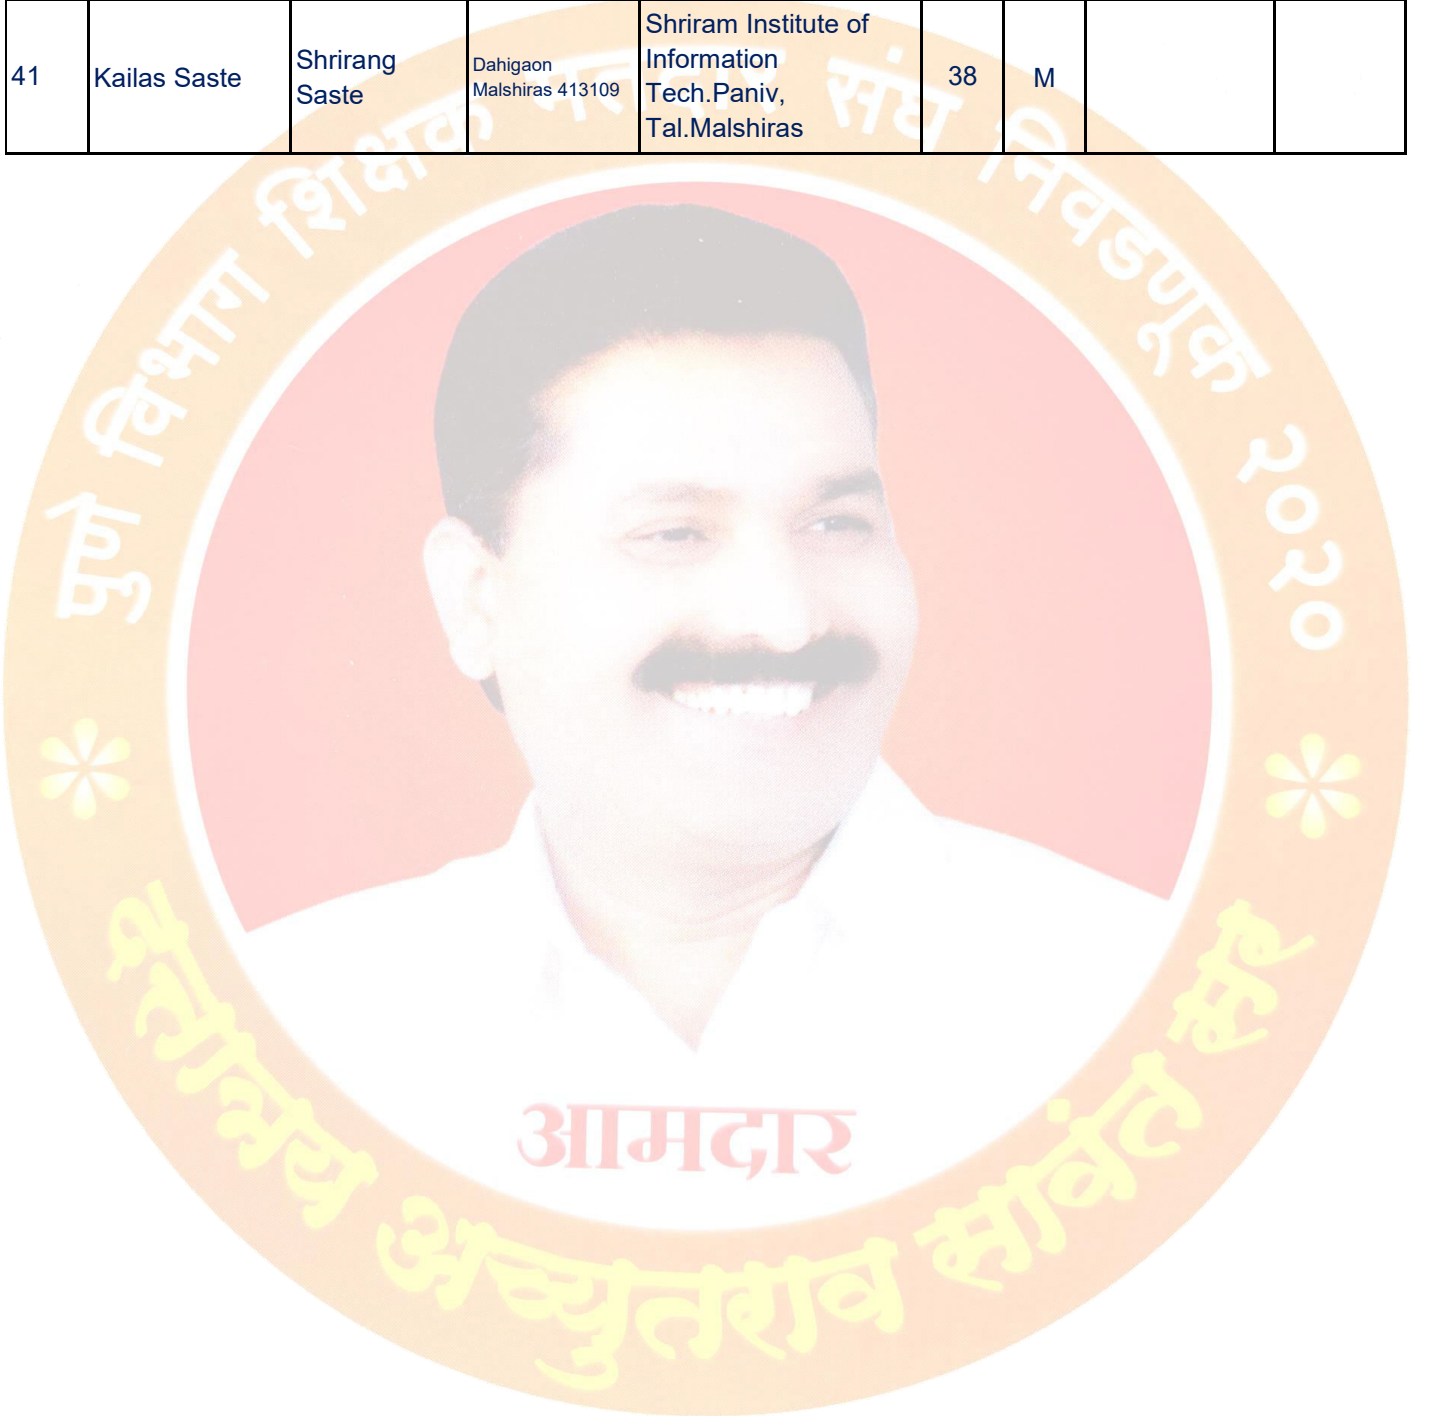 41 Kailas Saste Shrirang Saste Dahigaon Malshiras 413109 Shriram Institute of Information Tech.Paniv, Tal.Malshiras 38 M
पुणे विभाग शिक्षक मतदार संघ निवडणूक २०२०
आमदार
दत्तात्रय अच्युतराव सावंत सर